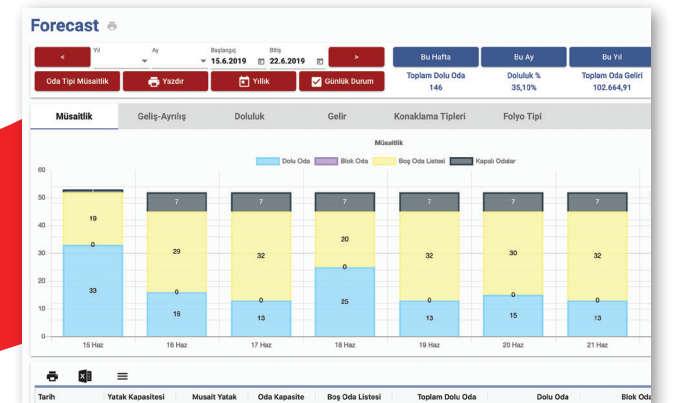 Forecast
<
Yıl
Ay
Başlangıç
15.6.2019
Bitiş
22.6.2019
>
Bu Hafta
Bu Ay
Bu Yıl
Oda Tipi Müsaitlik
Yazdır
Yıllık
Günlük Durum
Toplam Dolu Oda
146
Doluluk %
35,10%
Toplam Oda Geliri
102.664,91
Müsaitlik
Geliş-Ayrılış
Doluluk
Gelir
Konaklama Tipleri
Folyo Tipi
Müsaitlik
Dolu Oda
Blok Oda
Boş Oda Listesi
Kapalı Odalar
60
50
40
30
20
10
0
19
0
33
7
29
0
16
7
32
0
13
7
20
0
25
7
32
0
13
7
30
0
15
7
32
0
13
15 Haz
16 Haz
17 Haz
18 Haz
19 Haz
20 Haz
21 Haz
Tarih
Yatak Kapasitesi
Musait Yatak
Oda Kapasite
Boş Oda Listesi
Toplam Dolu Oda
Dolu Oda
Blok Oda